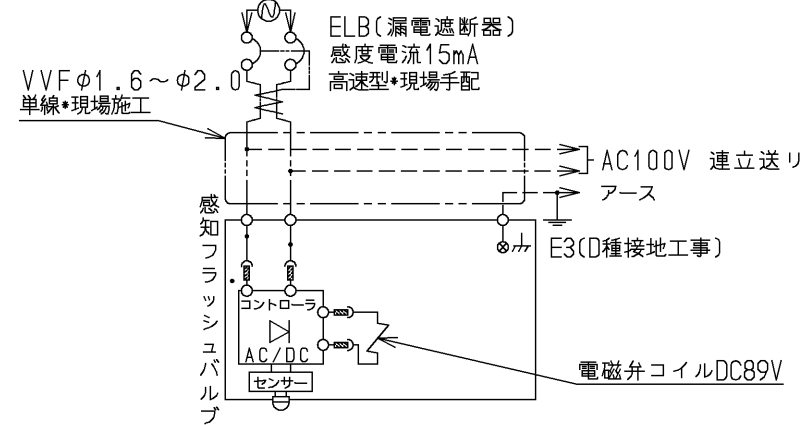 ELB(漏電遮断器)
感度電流15mA
高速型*現場手配
VVFφ1.6～φ2.0
単線*現場施工
AC100V 連立送り
アース
E3(D種接地工事)
感知フラッシュバルブ
コントローラ
AC/DC
センサー
電磁弁コイルDC89V